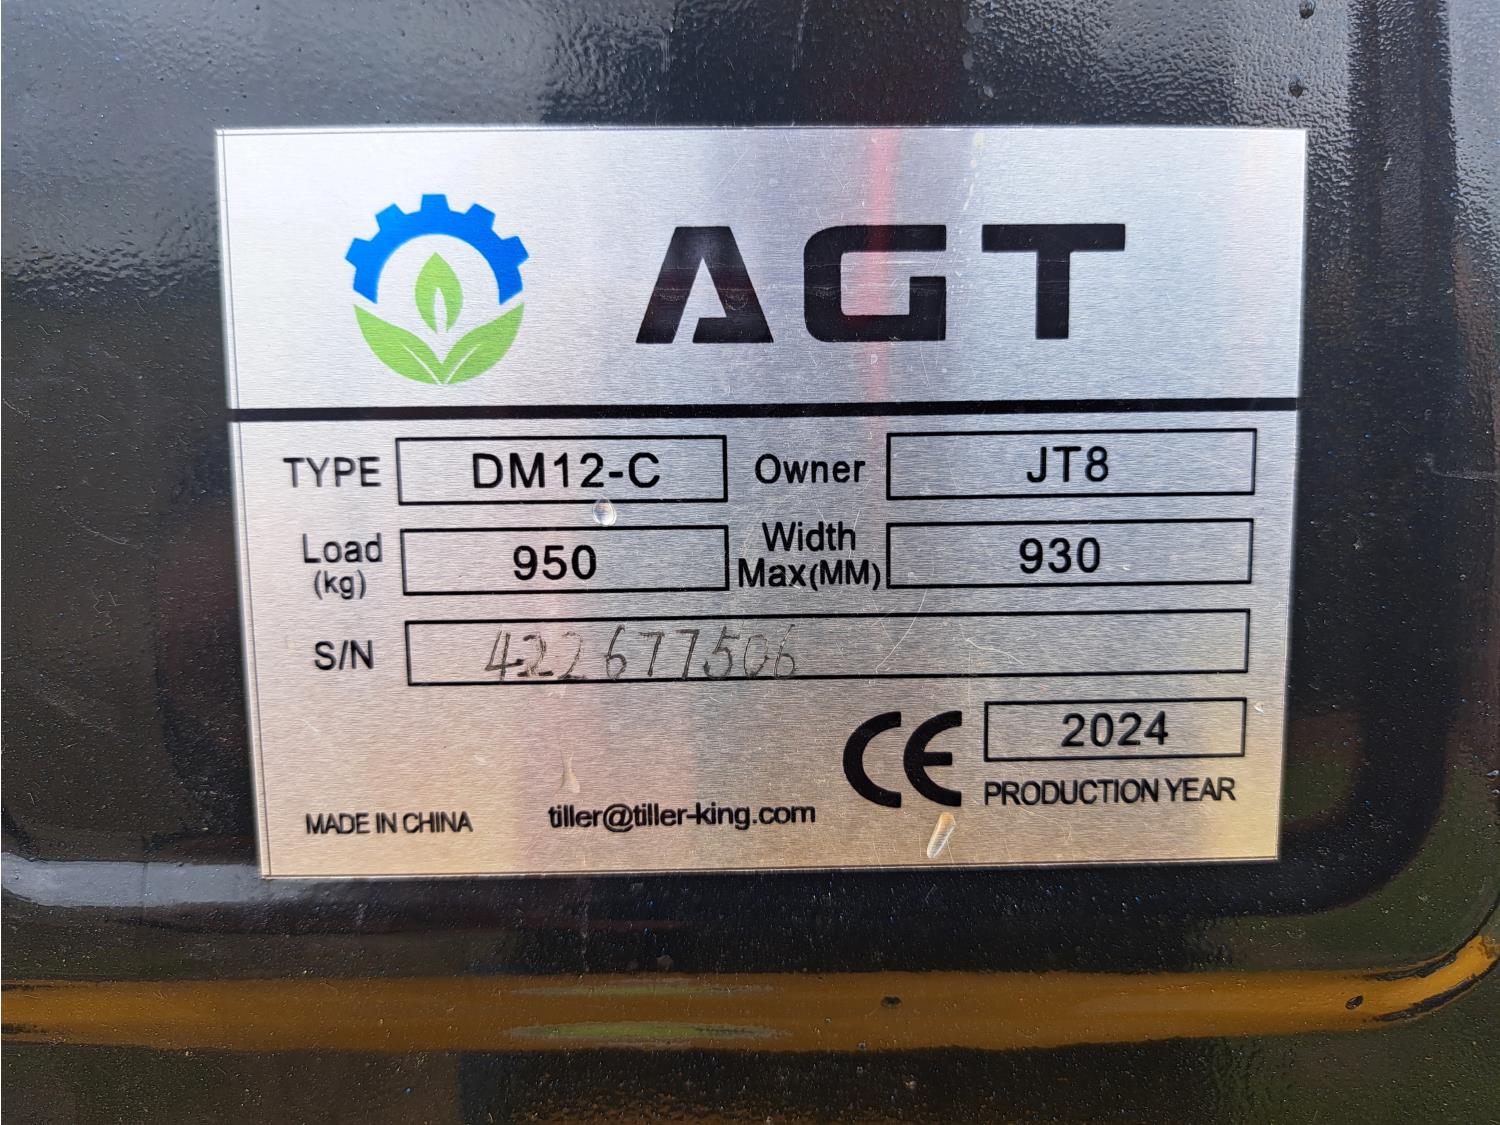 AGT
TYPE DM12-C Owner JT8
Load (kg) 950 Width Max(MM) 930
S/N 422677506
CE 2024
PRODUCTION YEAR
MADE IN CHINA tiller@tiller-king.com